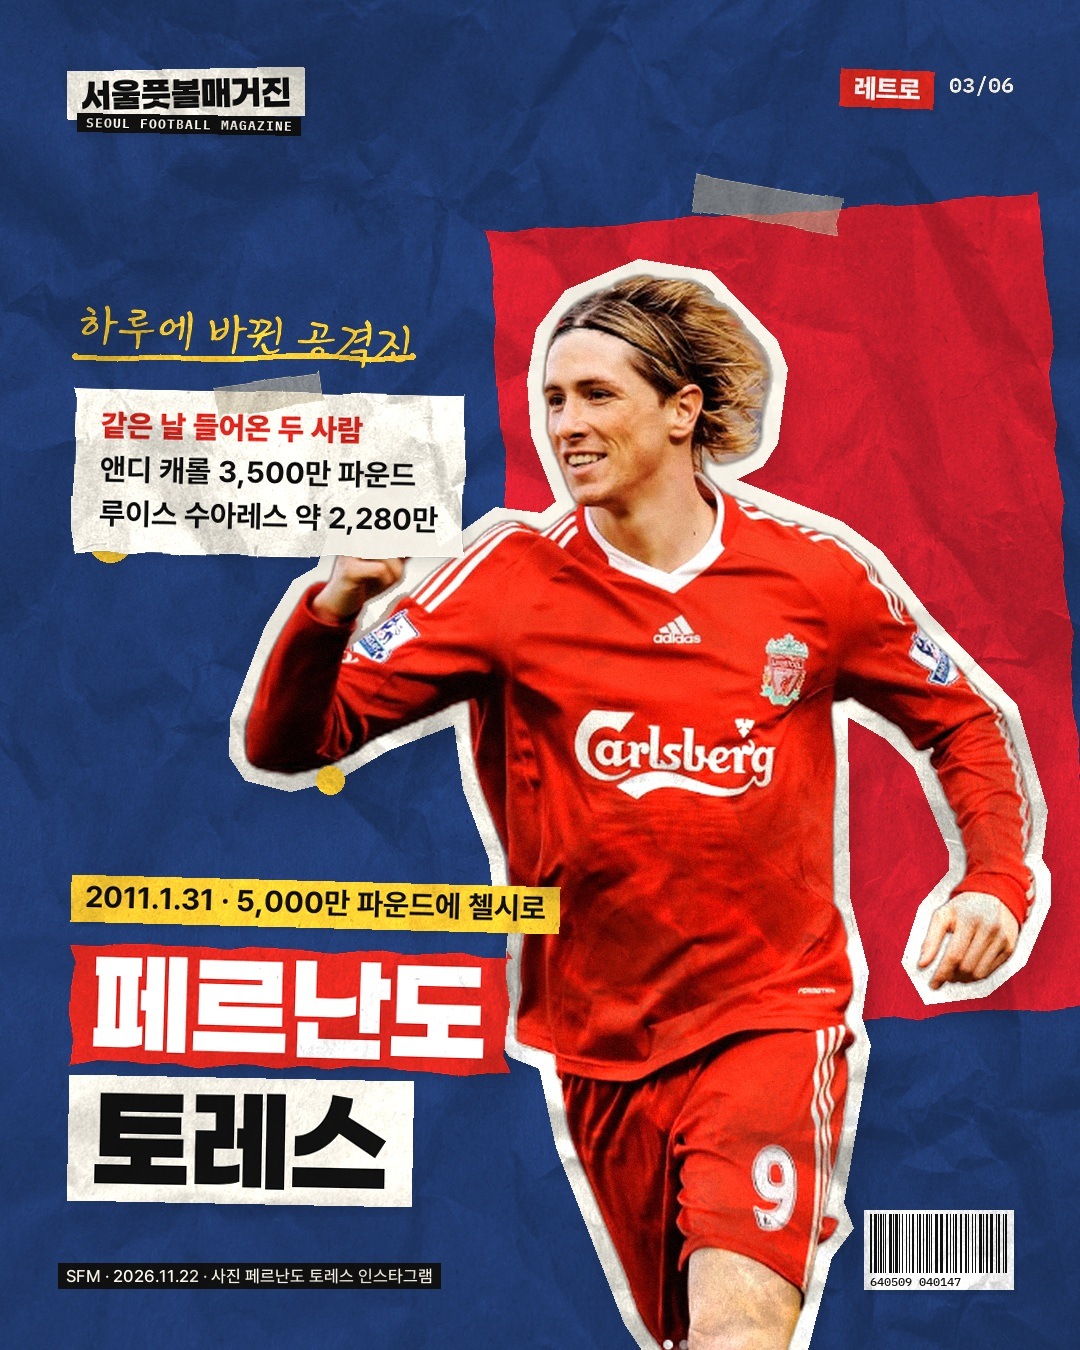 서울풋볼매거진
SEOUL FOOTBALL MAGAZINE
레트로 03/06
하루에 바뀐 공격진
같은 날 들어온 두 사람
앤디 캐롤 3,500만 파운드
루이스 수아레스 약 2,280만
adidas
Carlsberg
2011.1.31 · 5,000만 파운드에 첼시로
페르난도
토레스
9
SFM · 2026.11.22 · 사진 페르난도 토레스 인스타그램
640509 040147